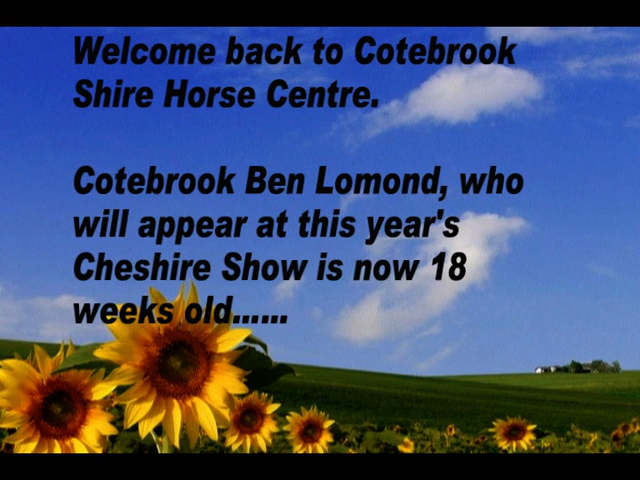 Welcome back to Cotebrook
Shire Horse Centre.
Cotebrook Ben Lomond, who
will appear at this year's
Cheshire Show is now 18
weeks old......